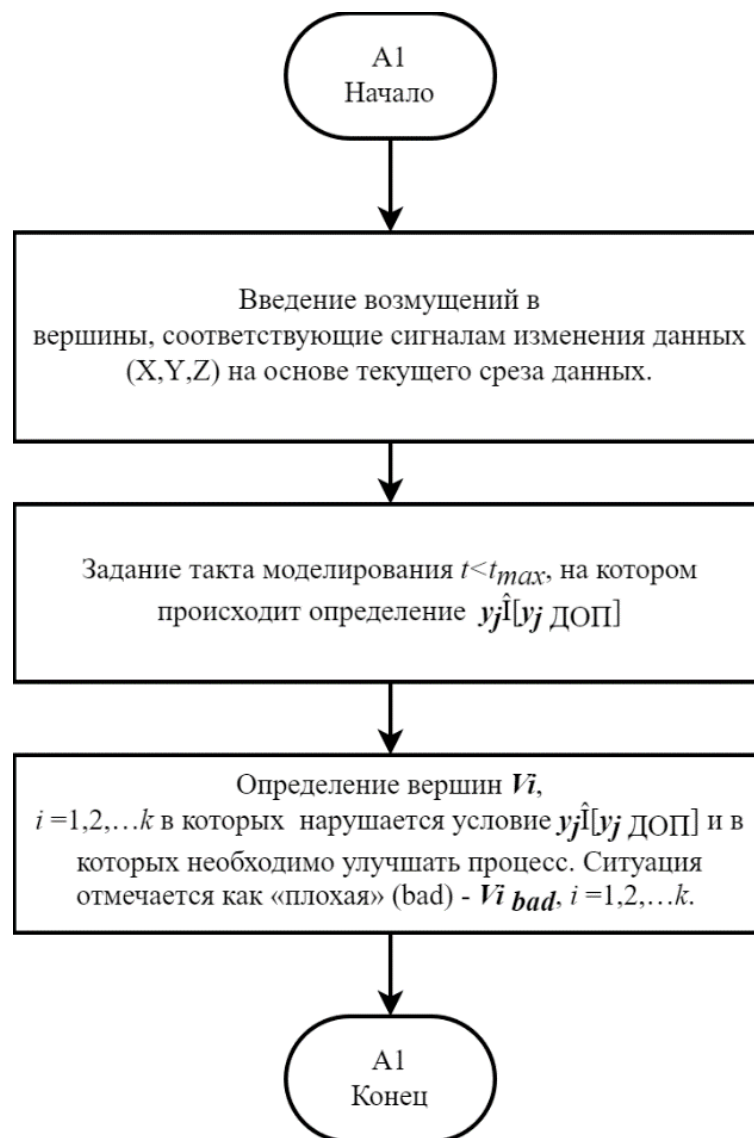 А1
Начало
Введение возмущений в
вершины, соответствующие сигналам изменения данных
(X,Y,Z) на основе текущего среза данных.
Задание такта моделирования t<tmax, на котором
происходит определение yjÎ[yj ДОП]
Определение вершин Vi,
i =1,2,…k в которых нарушается условие yjÎ[yj ДОП] и в
которых необходимо улучшать процесс. Ситуация
отмечается как «плохая» (bad) - Vi bad, i =1,2,…k.
А1
Конец